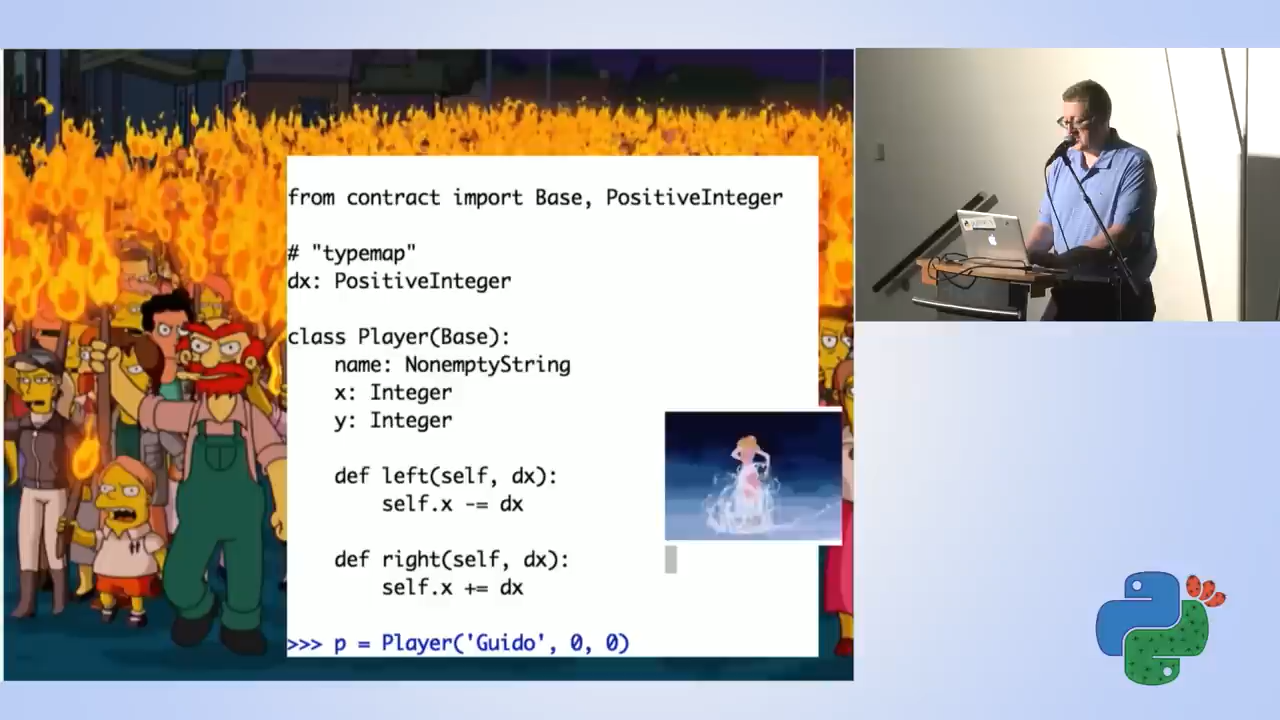 from contract import Base, PositiveInteger
# "typemap"
dx: PositiveInteger
class Player(Base):
name: NonemptyString
x: Integer
y: Integer
def left(self, dx):
self.x -= dx
def right(self, dx):
self.x += dx
>>> p = Player('Guido', 0, 0)